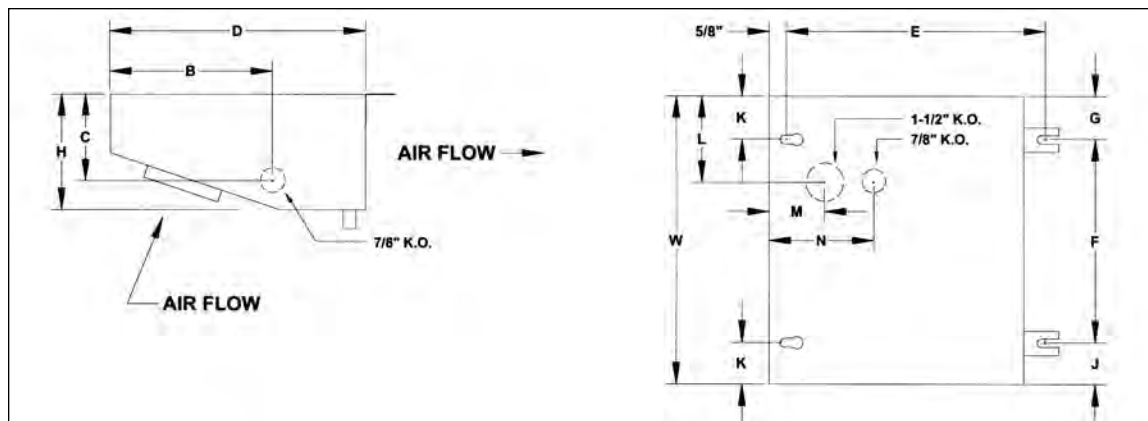 D
B
H
C
AIR FLOW
7/8" K.O.
AIR FLOW
5/8"
E
K
L
G
1-1/2" K.O.
7/8" K.O.
M
N
W
F
K
J